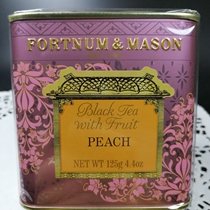 FORTNUM & MASON
Black Tea
with Fruit
PEACH
NET WT 125g 4.4oz